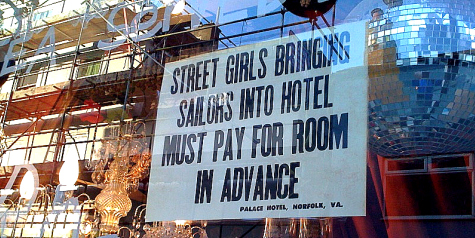 STREET GIRLS BRINGING
SAILORS INTO HOTEL
MUST PAY FOR ROOM
IN ADVANCE
PALACE HOTEL, NORFOLK, VA.